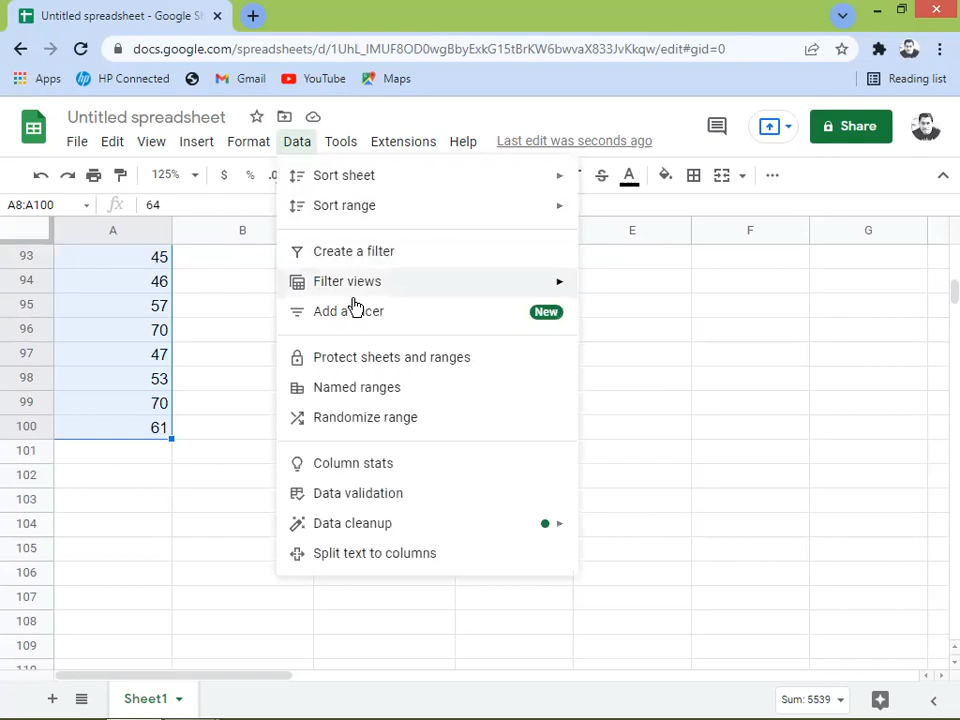 Untitled spreadsheet - Google Sh
docs.google.com/spreadsheets/d/1UhL_IMUF8OD0wgBbyExkG15tBrKW6bwvaX833JvKkqw/edit#gid=0
Apps HP Connected Gmail YouTube Maps Reading list
Untitled spreadsheet
Share
File Edit View Insert Format Data Tools Extensions Help Last edit was seconds ago
125% $ % .0 S A
A8:A100 fx 64
A B E F G
Sort sheet
Sort range
Create a filter
Filter views
Add a slicer New
Protect sheets and ranges
Named ranges
Randomize range
Column stats
Data validation
Data cleanup
Split text to columns
93 45
94 46
95 57
96 70
97 47
98 53
99 70
100 61
101
102
103
104
105
106
107
108
109
110
Sheet1 Sum: 5539